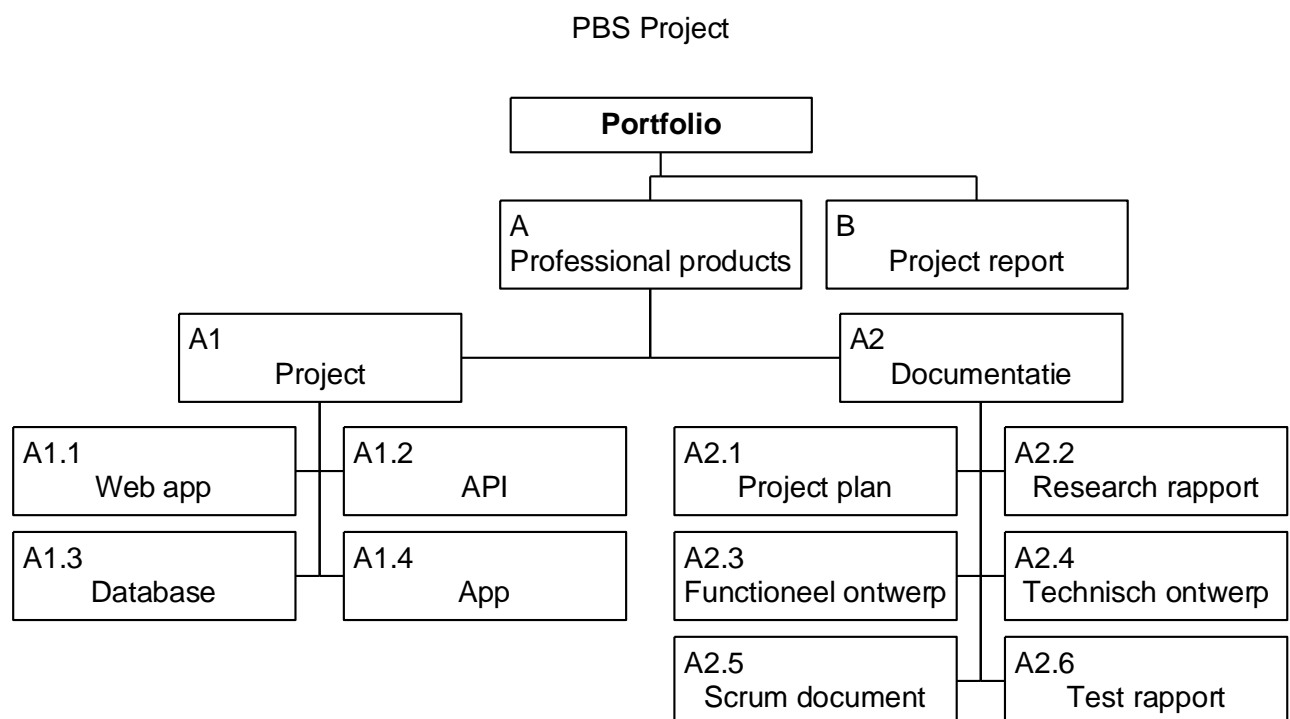 PBS Project
Portfolio
A
Professional products
B
Project report
A1
Project
A2
Documentatie
A1.1
Web app
A1.2
API
A2.1
Project plan
A2.2
Research rapport
A1.3
Database
A1.4
App
A2.3
Functioneel ontwerp
A2.4
Technisch ontwerp
A2.5
Scrum document
A2.6
Test rapport